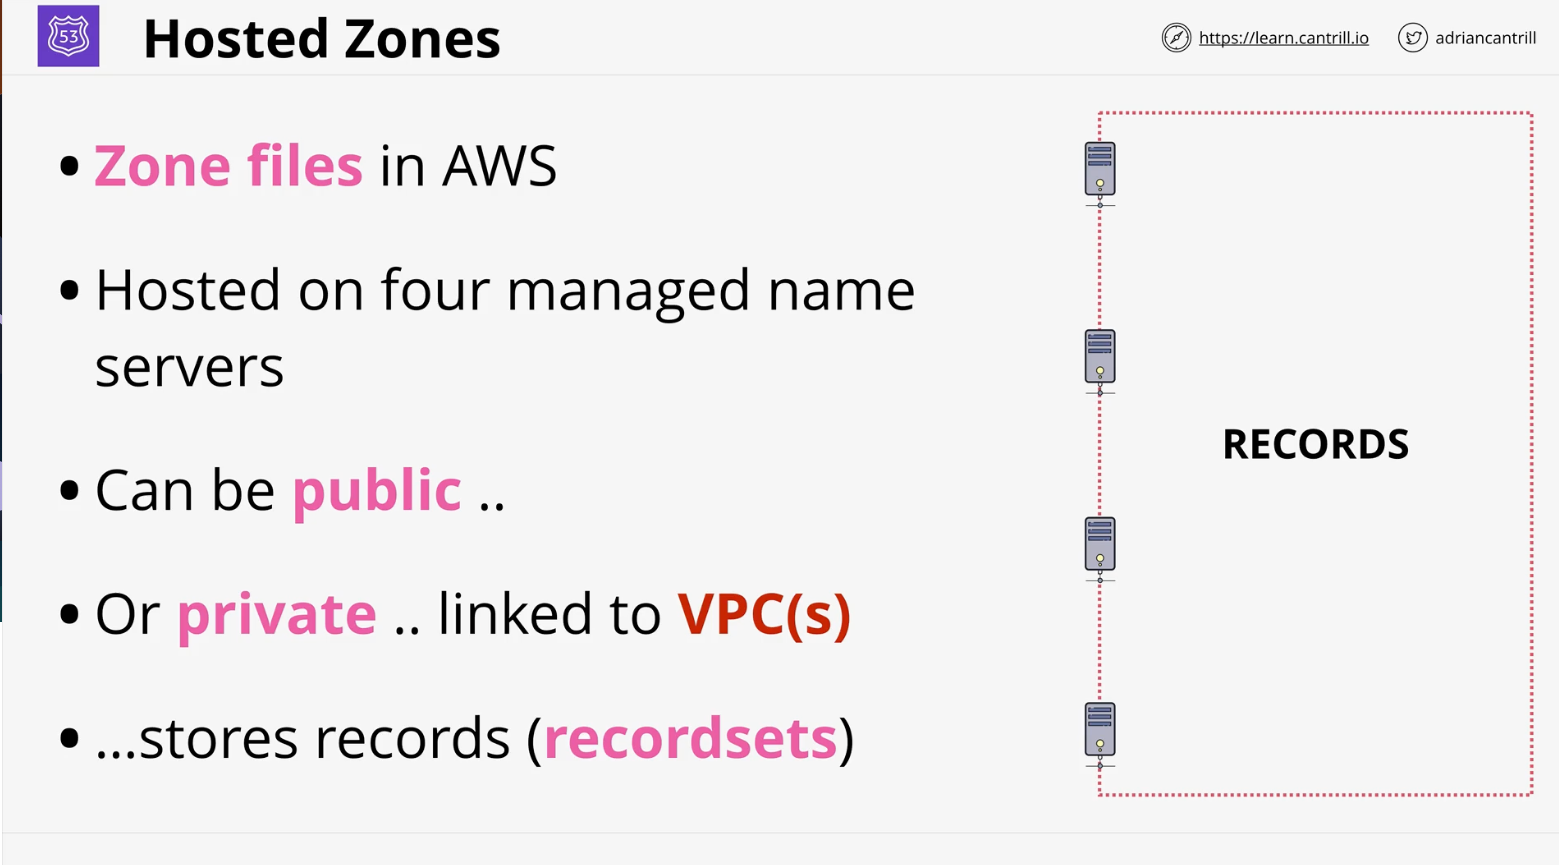 53
Hosted Zones
https://learn.cantrill.io
adriancantrill
• Zone files in AWS
• Hosted on four managed name
servers
• Can be public ..
• Or private .. linked to VPC(s)
• ...stores records (recordsets)
RECORDS